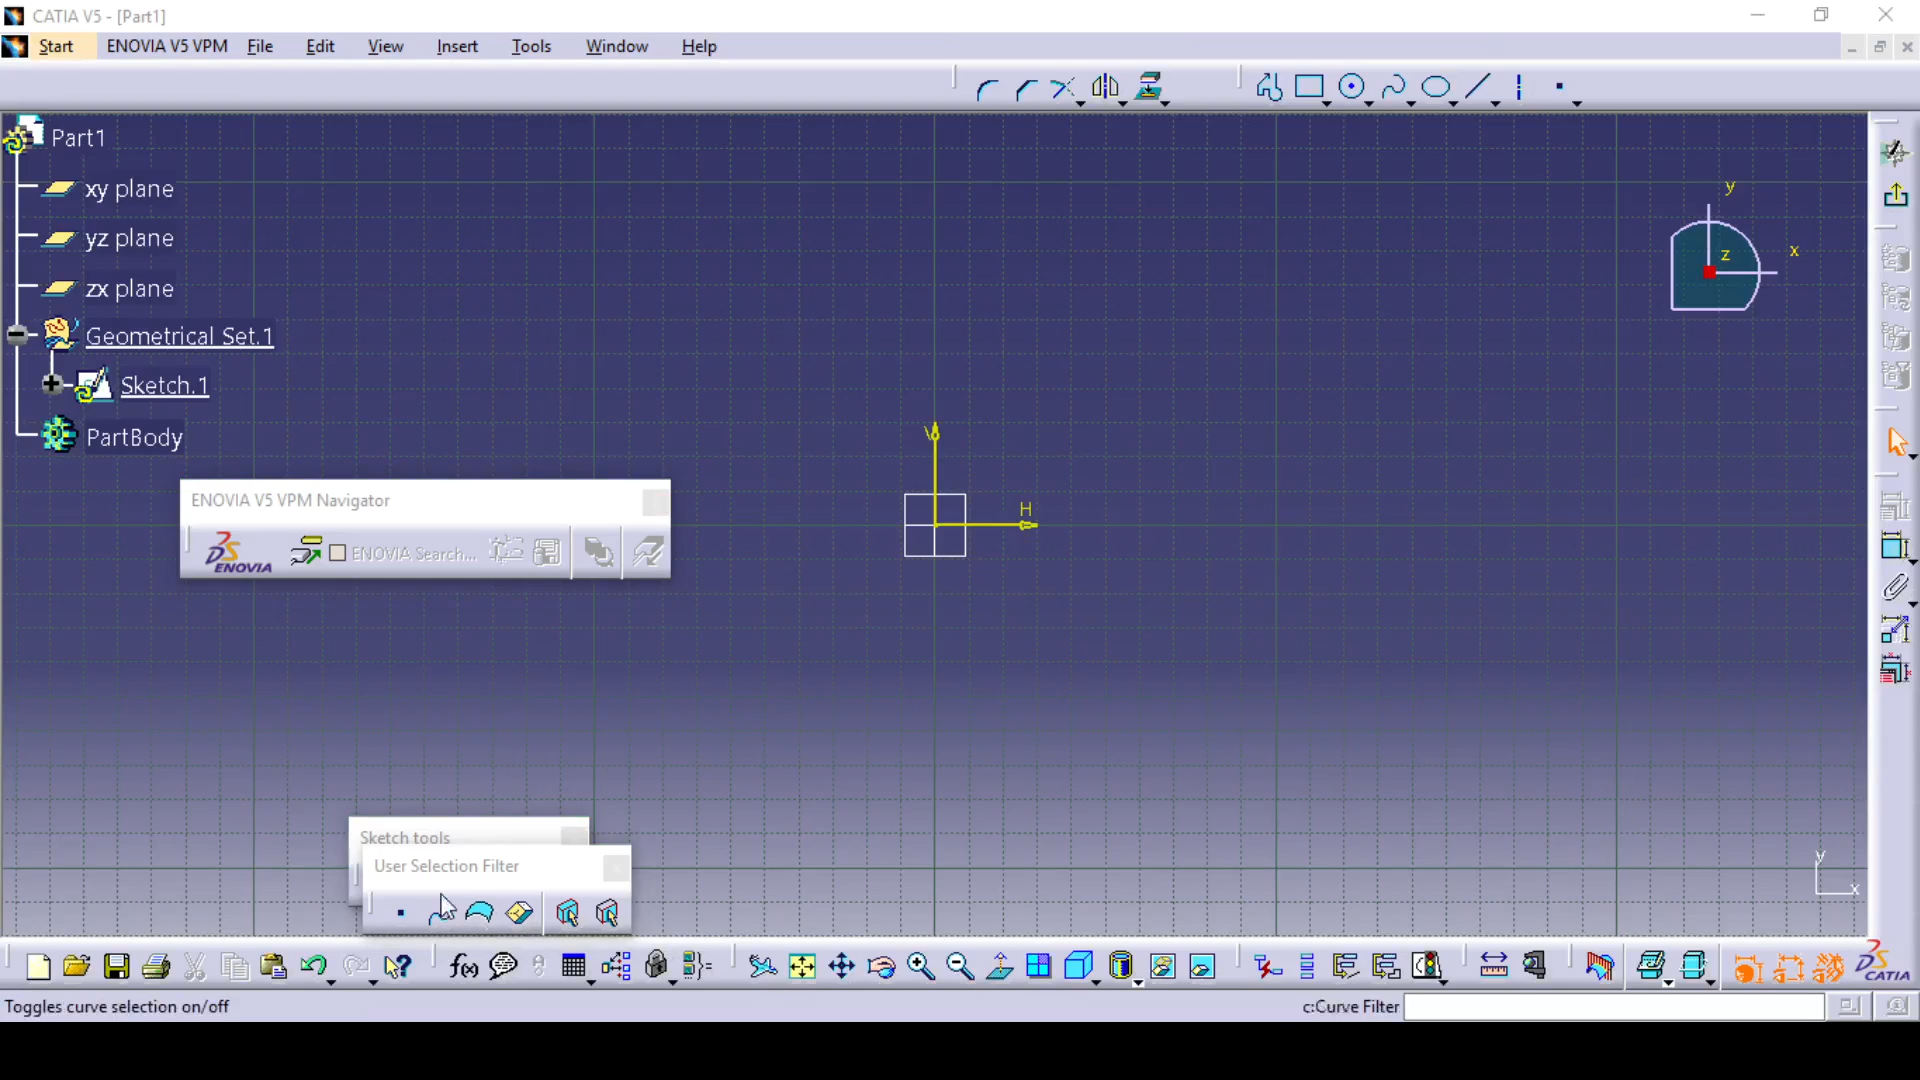 CATIA V5 - [Part1]
Start ENOVIA V5 VPM File Edit View Insert Tools Window Help
Part1
xy plane
yz plane
zx plane
Geometrical Set.1
Sketch.1
PartBody
y
x
z
V
H
ENOVIA V5 VPM Navigator
ENOVIA
ENOVIA Search...
Sketch tools
User Selection Filter
y
x
f(x)
CATIA
Toggles curve selection on/off
c:Curve Filter